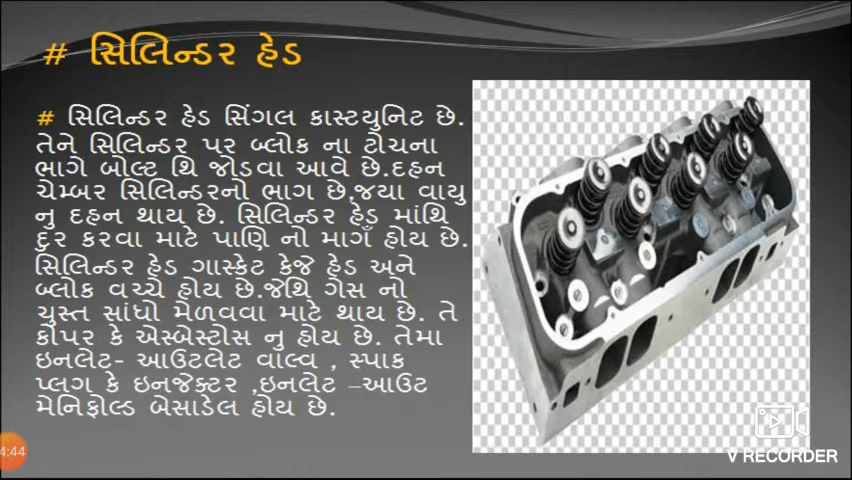 # સિલિન્ડર હેડ
# સિલિન્ડર હેડ સિંગલ કાસ્ટયુનિટ છે.
તેને સિલિન્ડર પર બ્લોક ના ટોચના
ભાગે બોલ્ટ થિ જોડવા આવે છે.દહન
ચેમ્બર સિલિન્ડરનો ભાગ છે,જયા વાયુ
નુ દહન થાય છે. સિલિન્ડર હેડ માંથિ
દુર કરવા માટે પાણિ નો માર્ગ હોય છે.
સિલિન્ડર હેડ ગાસ્કેટ કેજે હેડ અને
બ્લોક વચ્ચે હોય છે.જેથિ ગેસ નો
ચુસ્ત સાંધો મેળવવા માટે થાય છે. તે
કોપર કે એસ્બેસ્ટોસ નુ હોય છે. તેમા
ઇનલેટ- આઉટલેટ વાલ્વ , સ્પાક
પ્લગ કે ઇનજેક્ટર ,ઇનલેટ –આઉટ
મેનિફોલ્ડ બેસાડેલ હોય છે.
4:44
V RECORDER